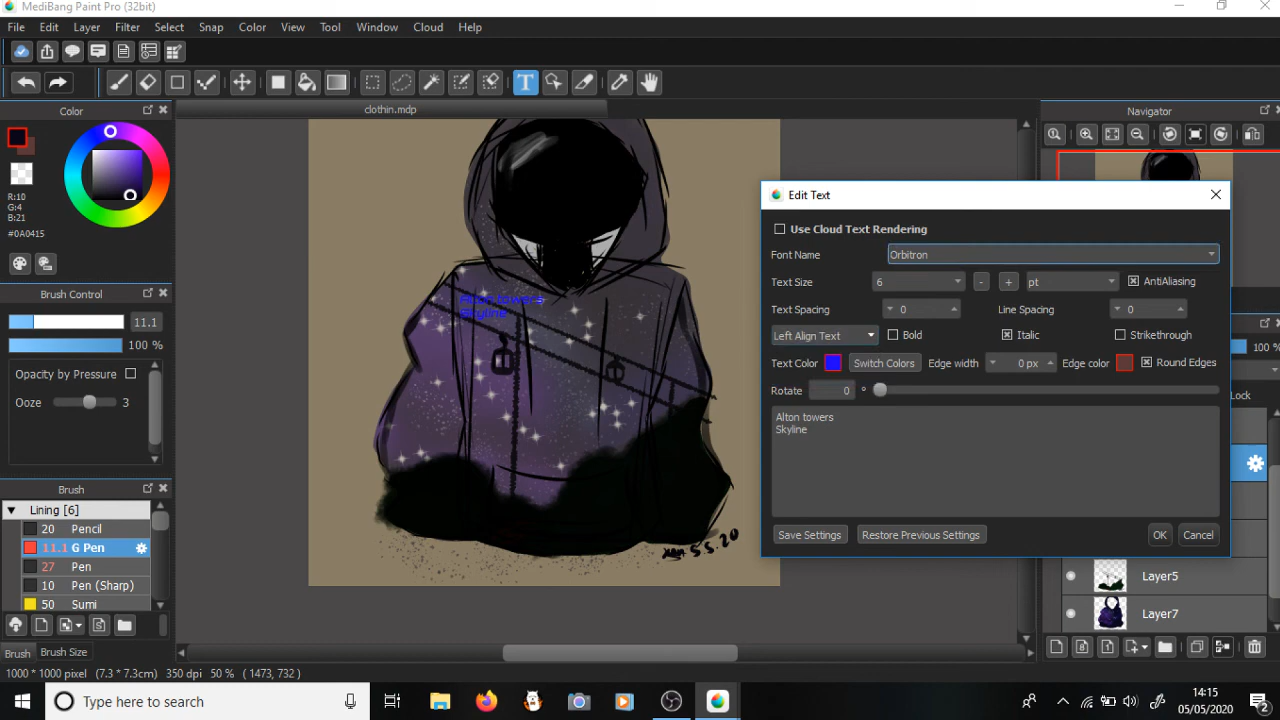 MediBang Paint Pro (32bit)
File Edit Layer Filter Select Snap Color View Tool Window Cloud Help
Color
clothin.mdp
Navigator
R:10
G:4
B:21
#0A0415
Brush Control
11.1
100 %
Opacity by Pressure
Ooze 3
Brush
Lining [6]
20 Pencil
11.1 G Pen
27 Pen
10 Pen (Sharp)
50 Sumi
Brush Brush Size
1000 * 1000 pixel (7.3 * 7.3cm) 350 dpi 50 % ( 1473, 732 )
Alton towers
Skyline
5.5.20
Edit Text
Use Cloud Text Rendering
Font Name Orbitron
Text Size 6 - + pt AntiAliasing
Text Spacing 0 Line Spacing 0
Left Align Text Bold Italic Strikethrough
Text Color Switch Colors Edge width 0 px Edge color Round Edges
Rotate 0 °
Alton towers
Skyline
Save Settings Restore Previous Settings OK Cancel
100 %
Lock
Layer5
Layer7
Type here to search
14:15
05/05/2020
2